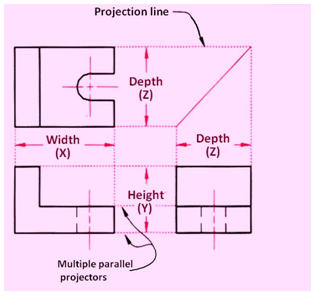 Projection line
Depth
(Z)
Width
(X)
Depth
(Z)
Height
(Y)
Multiple parallel
projectors